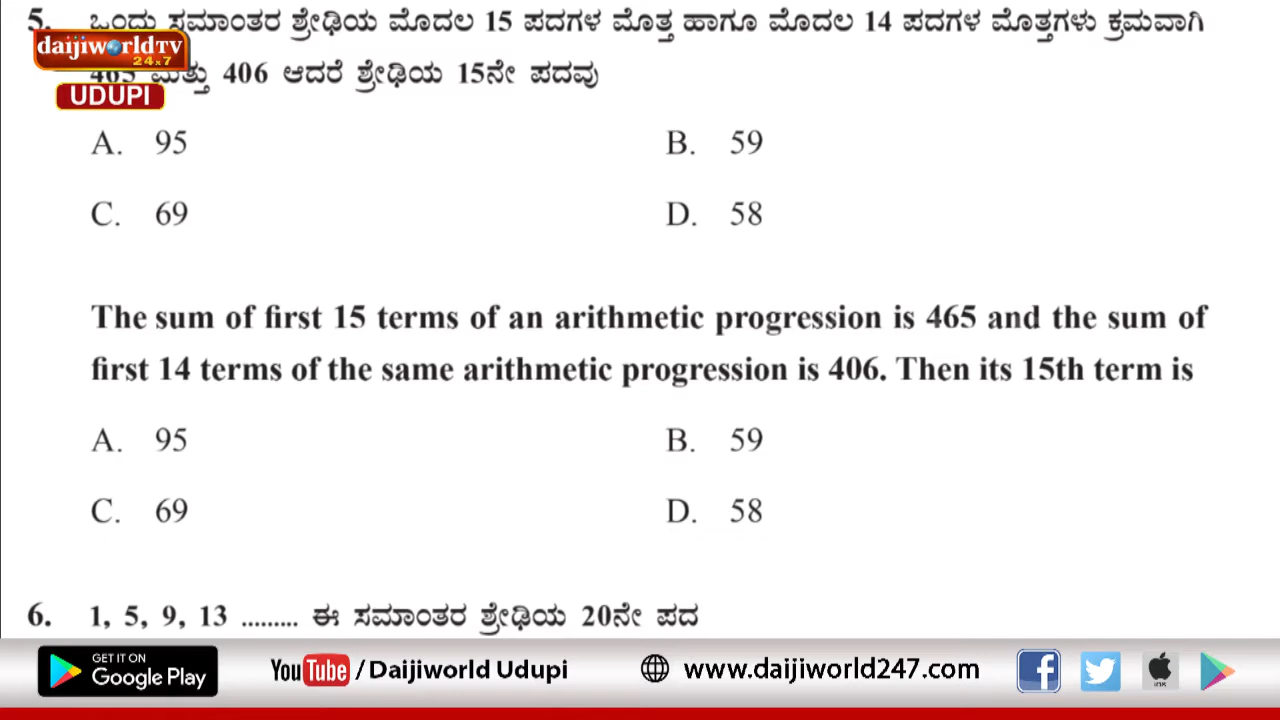 5. ಒಂದು ಸಮಾಂತರ ಶ್ರೇಢಿಯ ಮೊದಲ 15 ಪದಗಳ ಮೊತ್ತ ಹಾಗೂ ಮೊದಲ 14 ಪದಗಳ ಮೊತ್ತಗಳು ಕ್ರಮವಾಗಿ
daijiworldTV
24x7
465 ಮತ್ತು 406 ಆದರೆ ಶ್ರೇಢಿಯ 15ನೇ ಪದವು
UDUPI
A. 95 B. 59
C. 69 D. 58
The sum of first 15 terms of an arithmetic progression is 465 and the sum of
first 14 terms of the same arithmetic progression is 406. Then its 15th term is
A. 95 B. 59
C. 69 D. 58
6. 1, 5, 9, 13 ......... ಈ ಸಮಾಂತರ ಶ್ರೇಢಿಯ 20ನೇ ಪದ
GET IT ON
Google Play
YouTube / Daijiworld Udupi
www.daijiworld247.com